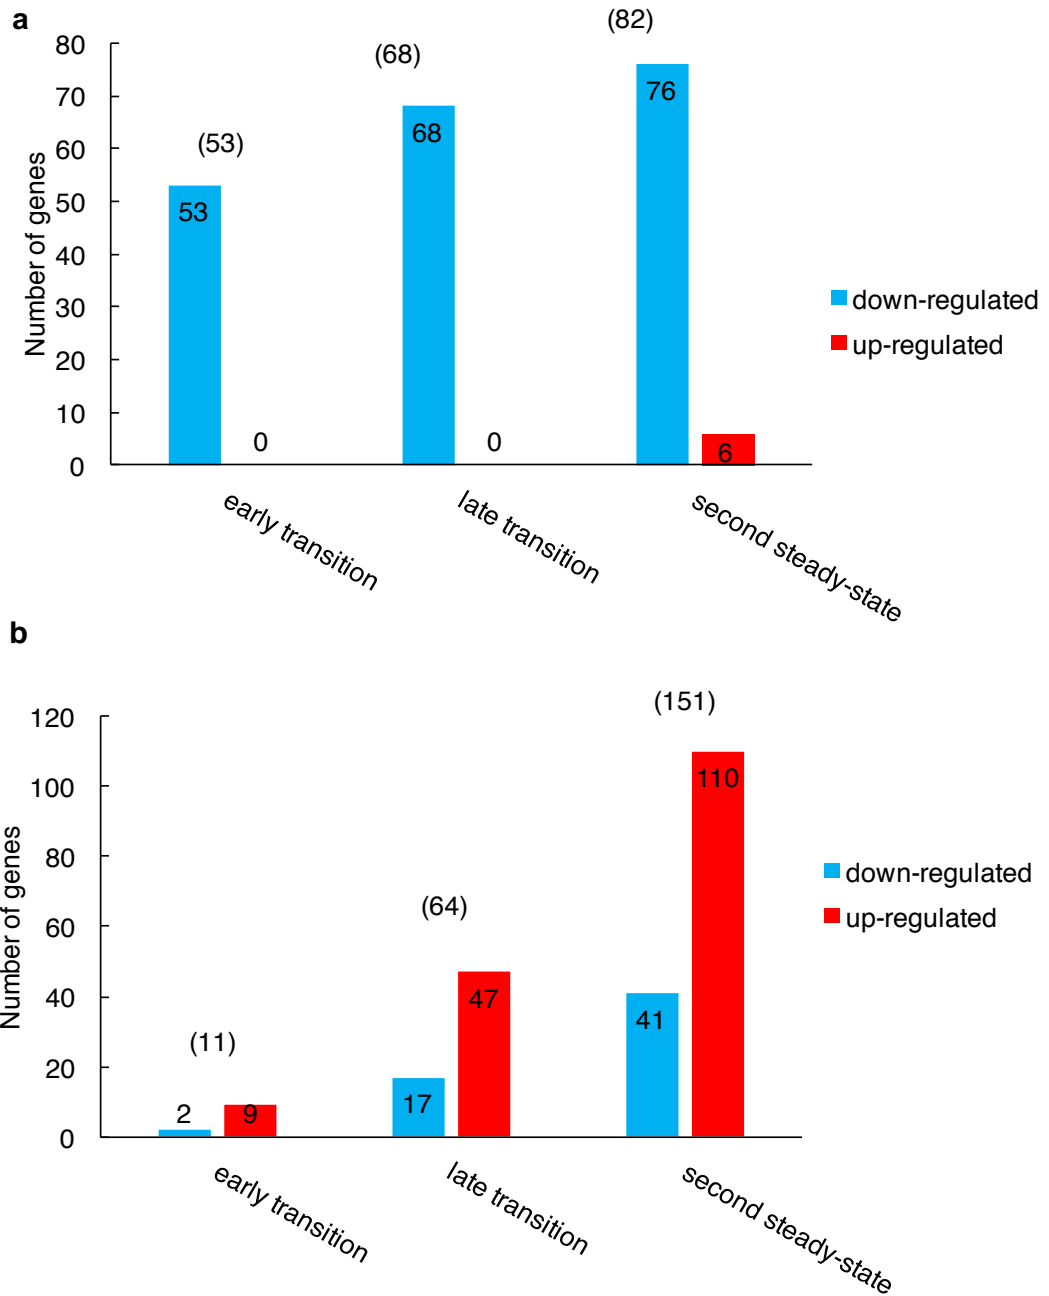 a
(53)
(68)
(82)
Number of genes
80
70
60
50
40
30
20
10
0
53
0
68
0
76
6
early transition
late transition
second steady-state
down-regulated
up-regulated
b
(11)
(64)
(151)
Number of genes
120
100
80
60
40
20
0
2
9
17
47
41
110
early transition
late transition
second steady-state
down-regulated
up-regulated